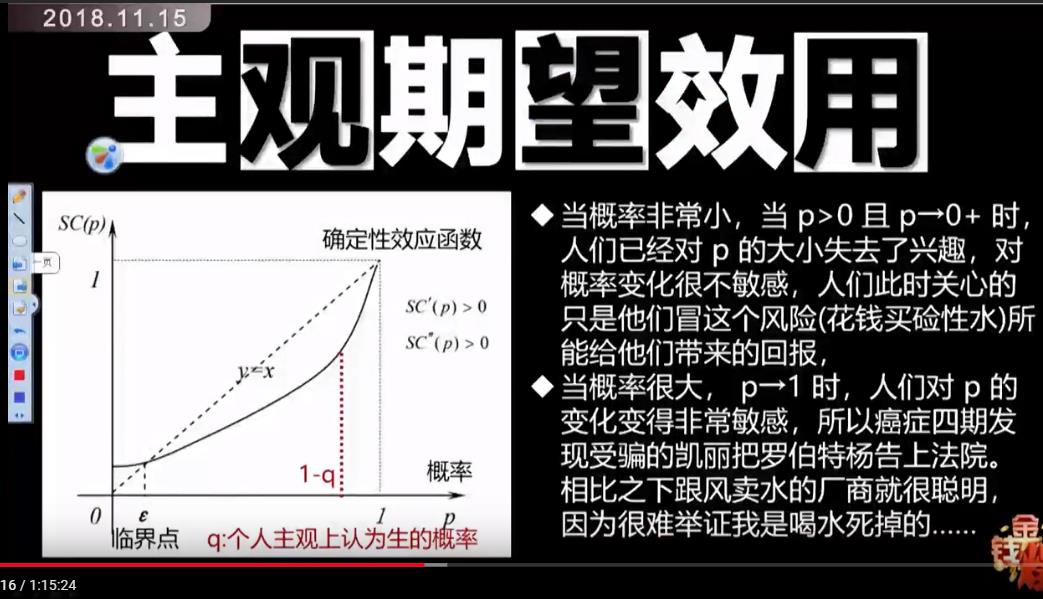 2018.11.15
主观期望效用
SC(p)
确定性效应函数
1
SC'(p) > 0
SC"(p) > 0
y=x
一页
1-q
概率
0
ε
1
p
临界点
q:个人主观上认为生的概率
◆当概率非常小，当 p>0 且 p→0+ 时，
人们已经对 p 的大小失去了兴趣，对
概率变化很不敏感，人们此时关心的
只是他们冒这个风险(花钱买硷性水)所
能给他们带来的回报，
◆当概率很大， p→1 时，人们对 p 的
变化变得非常敏感，所以癌症四期发
现受骗的凯丽把罗伯特杨告上法院。
相比之下跟风卖水的厂商就很聪明，
因为很难举证我是喝水死掉的……
金
钱
16 / 1:15:24